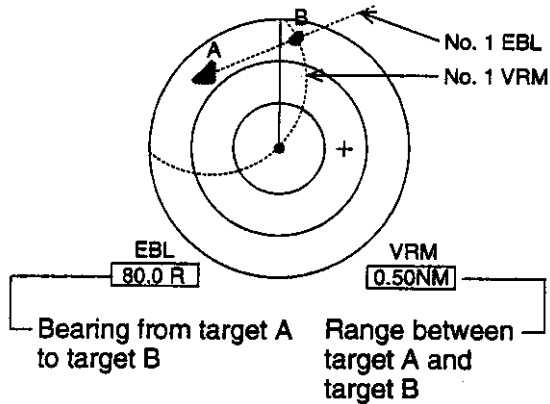 A
B
No. 1 EBL
No. 1 VRM
+
EBL
80.0 R
VRM
0.50NM
Bearing from target A
to target B
Range between
target A and
target B